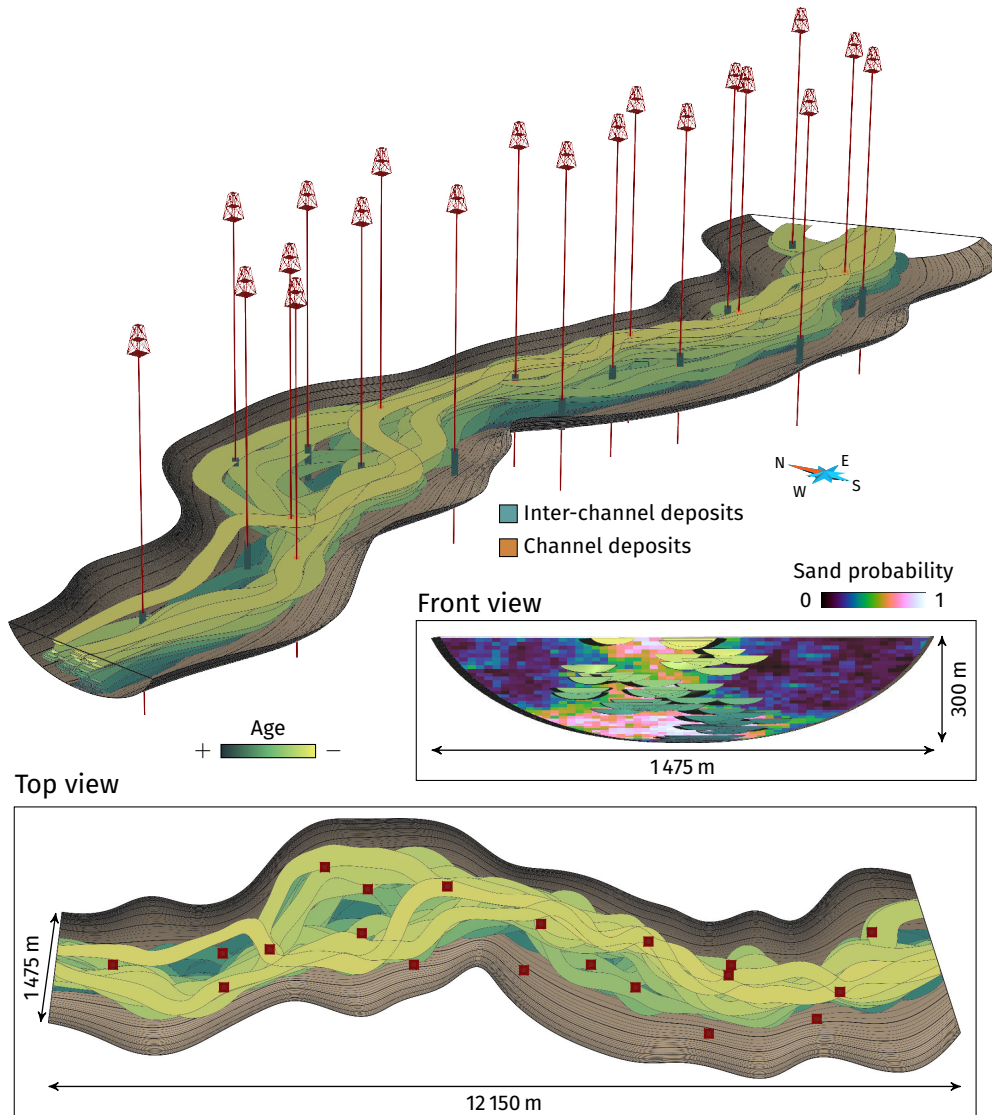 N
E
W
S
Inter-channel deposits
Channel deposits
Sand probability
0
1
Front view
300 m
1 475 m
Age
+
−
Top view
1 475 m
12 150 m